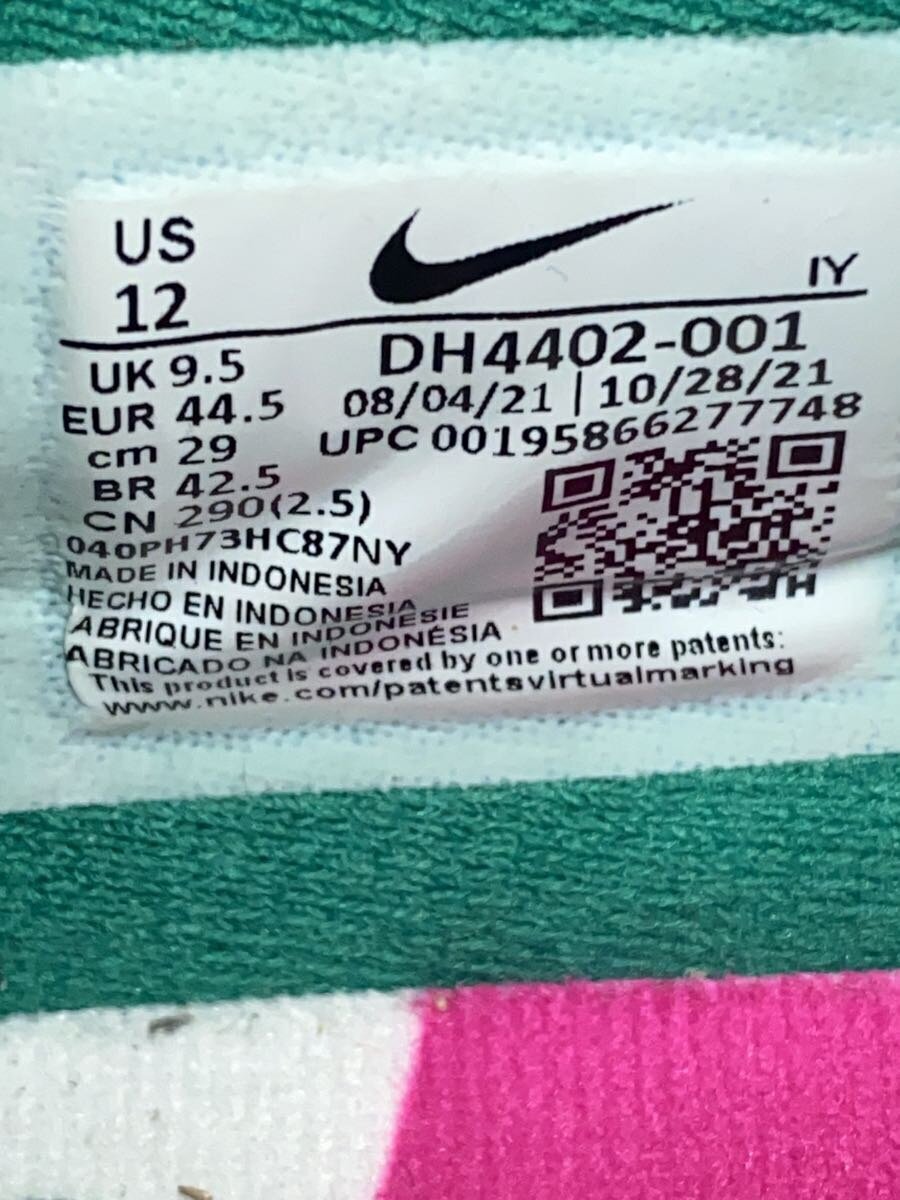 US
12
IY
UK 9.5
EUR 44.5
cm 29
BR 42.5
CN 290(2.5)
DH4402-001
08/04/21 | 10/28/21
UPC 00195866277748
040PH73HC87NY
MADE IN INDONESIA
HECHO EN INDONESIA
ABRIQUE EN INDONESIE
ABRICADO NA INDONÉSIA
This product is covered by one or more patents:
www.nike.com/patentsvirtualmarking